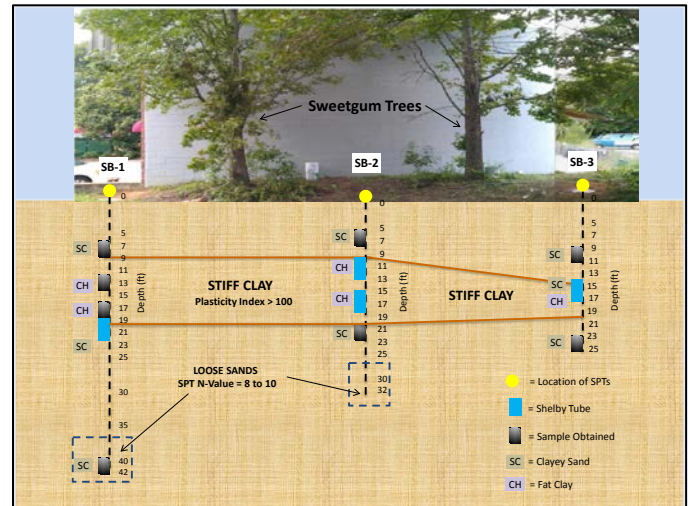 Sweetgum Trees
SB-1
SB-2
SB-3
0
5
7
9
11
13
15
17
19
21
23
25
30
35
40
42
Depth (ft)
SC
CH
CH
SC
SC
0
5
7
9
11
13
15
17
19
21
23
25
30
32
Depth (ft)
SC
CH
SC
0
5
7
9
11
13
15
17
19
21
23
25
Depth (ft)
SC
SC
CH
SC
STIFF CLAY
Plasticity Index > 100
STIFF CLAY
LOOSE SANDS
SPT N-Value = 8 to 10
= Location of SPTs
= Shelby Tube
= Sample Obtained
SC = Clayey Sand
CH = Fat Clay